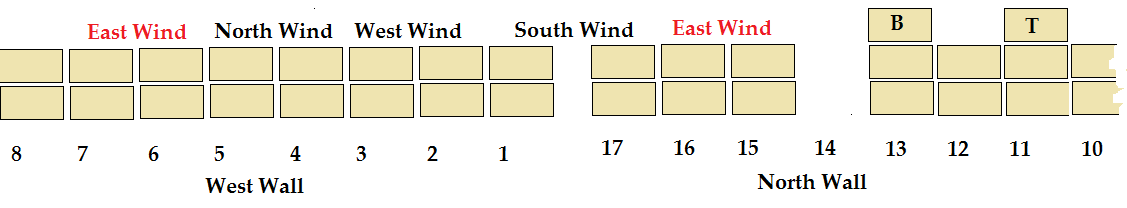 B T
East Wind North Wind West Wind South Wind East Wind
8 7 6 5 4 3 2 1 17 16 15 14 13 12 11 10
West Wall North Wall